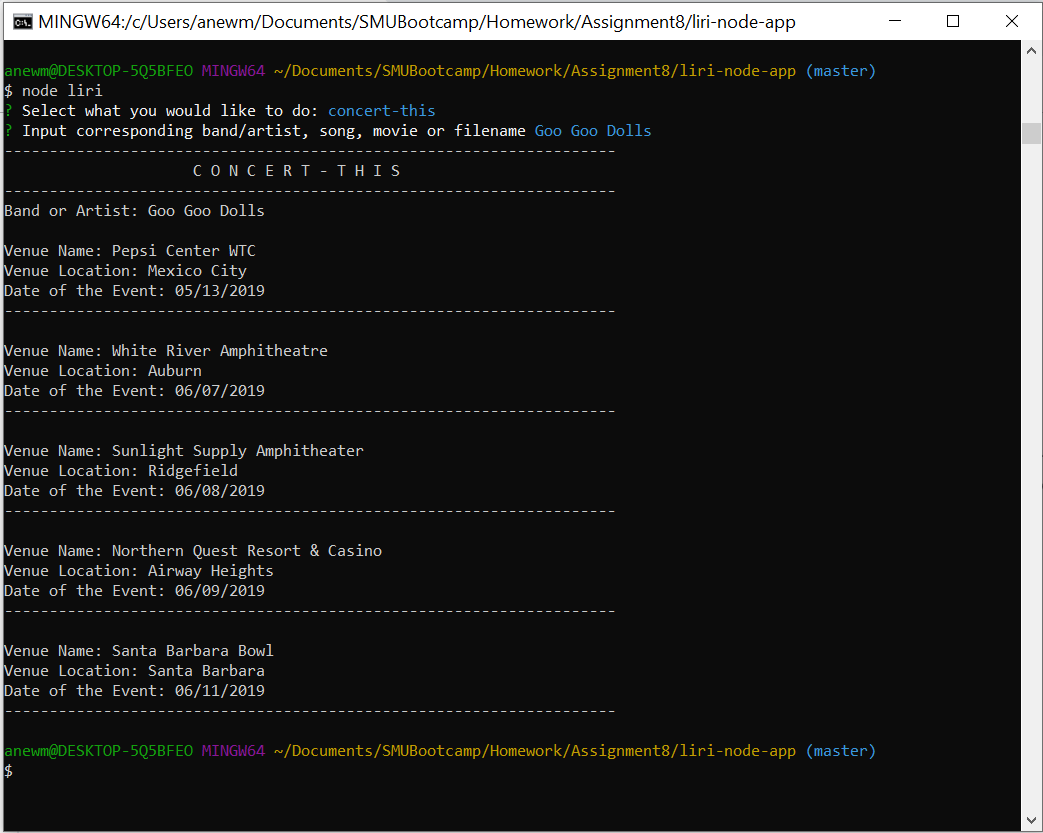 MINGW64:/c/Users/anewm/Documents/SMUBootcamp/Homework/Assignment8/liri-node-app
anewm@DESKTOP-5Q5BFEO MINGW64 ~/Documents/SMUBootcamp/Homework/Assignment8/liri-node-app (master)
$ node liri
? Select what you would like to do: concert-this
? Input corresponding band/artist, song, movie or filename Goo Goo Dolls
--------------------------------------------------------------------
C O N C E R T - T H I S
--------------------------------------------------------------------
Band or Artist: Goo Goo Dolls
Venue Name: Pepsi Center WTC
Venue Location: Mexico City
Date of the Event: 05/13/2019
--------------------------------------------------------------------
Venue Name: White River Amphitheatre
Venue Location: Auburn
Date of the Event: 06/07/2019
--------------------------------------------------------------------
Venue Name: Sunlight Supply Amphitheater
Venue Location: Ridgefield
Date of the Event: 06/08/2019
--------------------------------------------------------------------
Venue Name: Northern Quest Resort & Casino
Venue Location: Airway Heights
Date of the Event: 06/09/2019
--------------------------------------------------------------------
Venue Name: Santa Barbara Bowl
Venue Location: Santa Barbara
Date of the Event: 06/11/2019
--------------------------------------------------------------------
anewm@DESKTOP-5Q5BFEO MINGW64 ~/Documents/SMUBootcamp/Homework/Assignment8/liri-node-app (master)
$